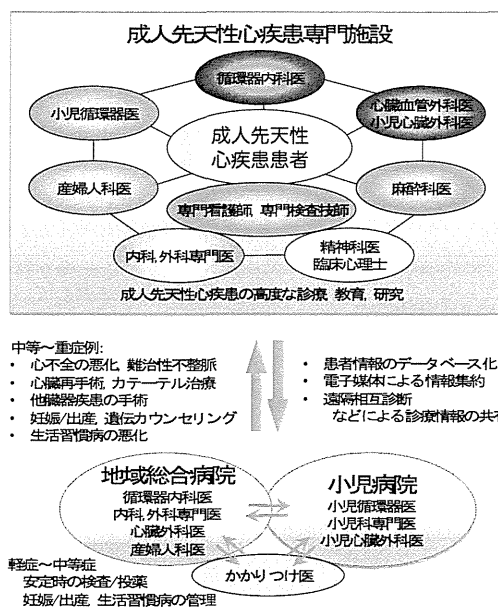 成人先天性心疾患専門施設
循環器内科医
小児循環器医
心臓血管外科医
小児心臓外科医
成人先天性
心疾患患者
産婦人科医
麻酔科医
専門看護師 専門検査技師
内科, 外科専門医
精神科医
臨床心理士
成人先天性心疾患の高度な診療, 教育, 研究
中等～重症例:
• 心不全の悪化, 難治性不整脈
• 心臓再手術, カテーテル治療
• 他臓器疾患の手術
• 妊娠/出産, 遺伝カウンセリング
• 生活習慣病の悪化
• 患者情報のデータベース化
• 電子媒体による情報集約
• 遠隔相互診断
などによる診療情報の共
地域総合病院
循環器内科医
内科, 外科専門医
心臓外科医
産婦人科医
小児病院
小児循環器医
小児科専門医
小児心臓外科医
かかりつけ医
軽症～中等症
安定時の検査/投薬
妊娠/出産, 生活習慣病の管理